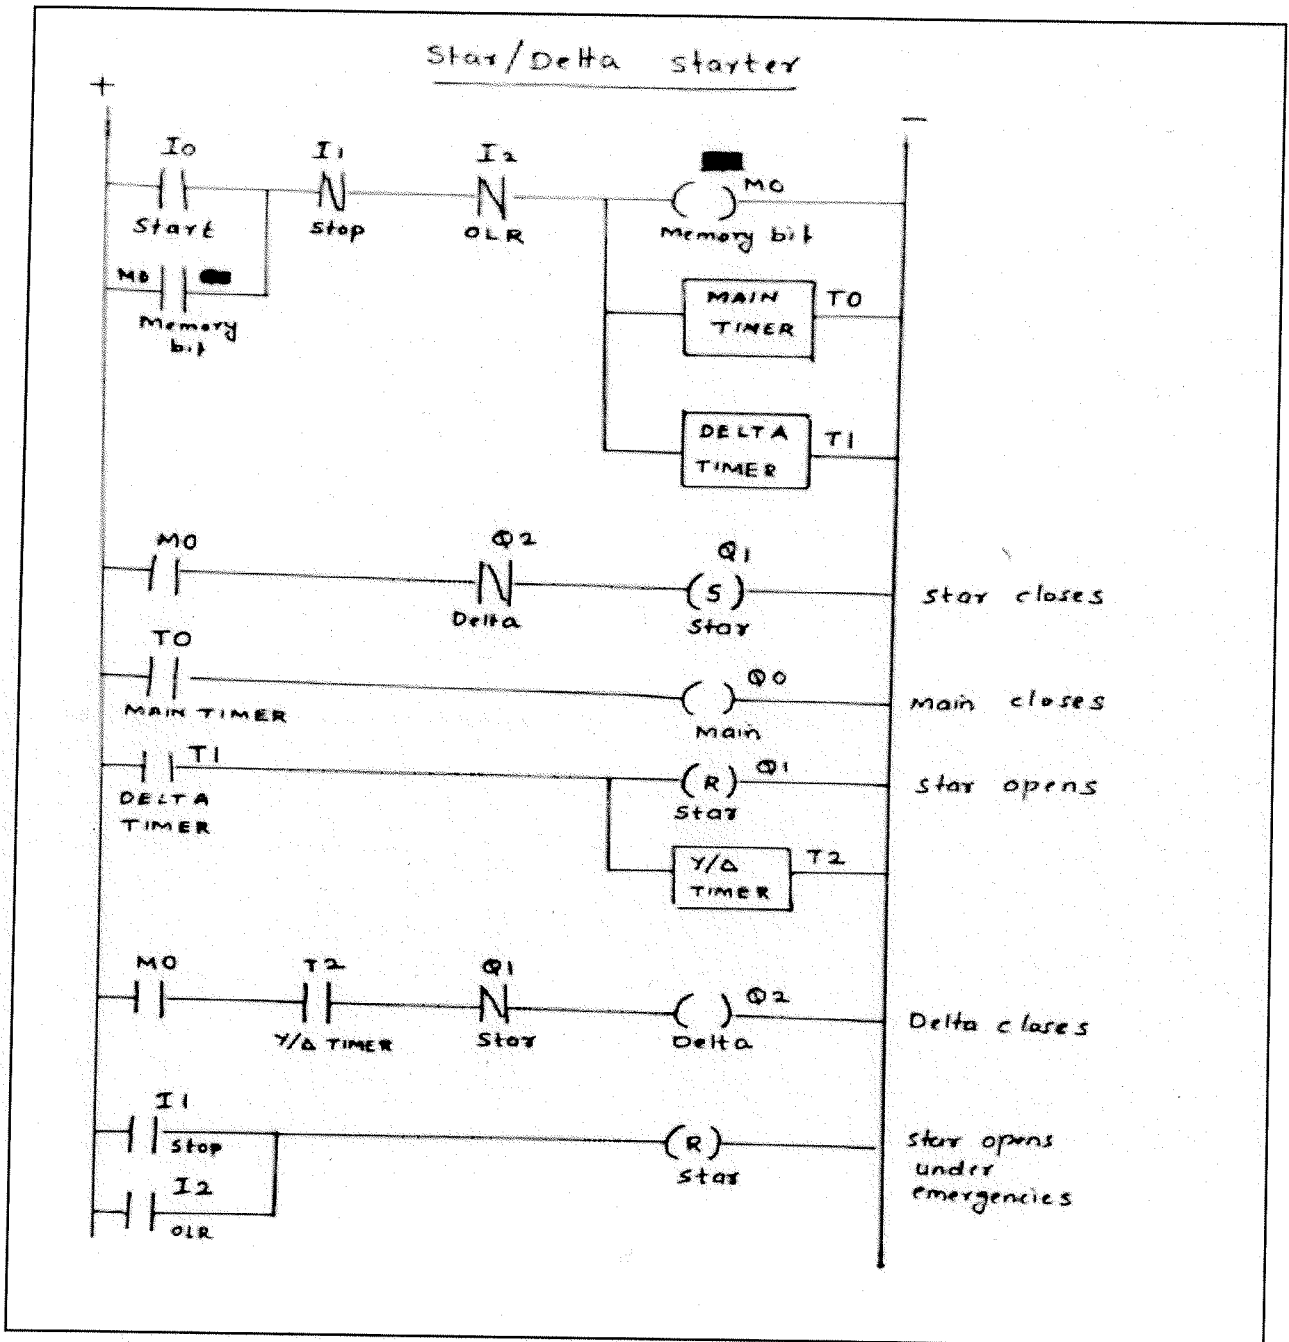 Star/Delta starter
+
−
I0 I1 I2
M0
Start Stop OLR Memory bit
M0
Memory
bit
MAIN
TIMER
T0
DELTA
TIMER
T1
M0 Q2 Q1
S
Delta Star
star closes
T0
Q0
MAIN TIMER
Main
Main closes
T1
R
Q1
DELTA
TIMER
Star
star opens
Y/Δ
TIMER
T2
M0 T2 Q1 Q2
Y/Δ TIMER Star Delta
Delta closes
I1
Stop
R
Star
star opens
under
emergencies
I2
OLR